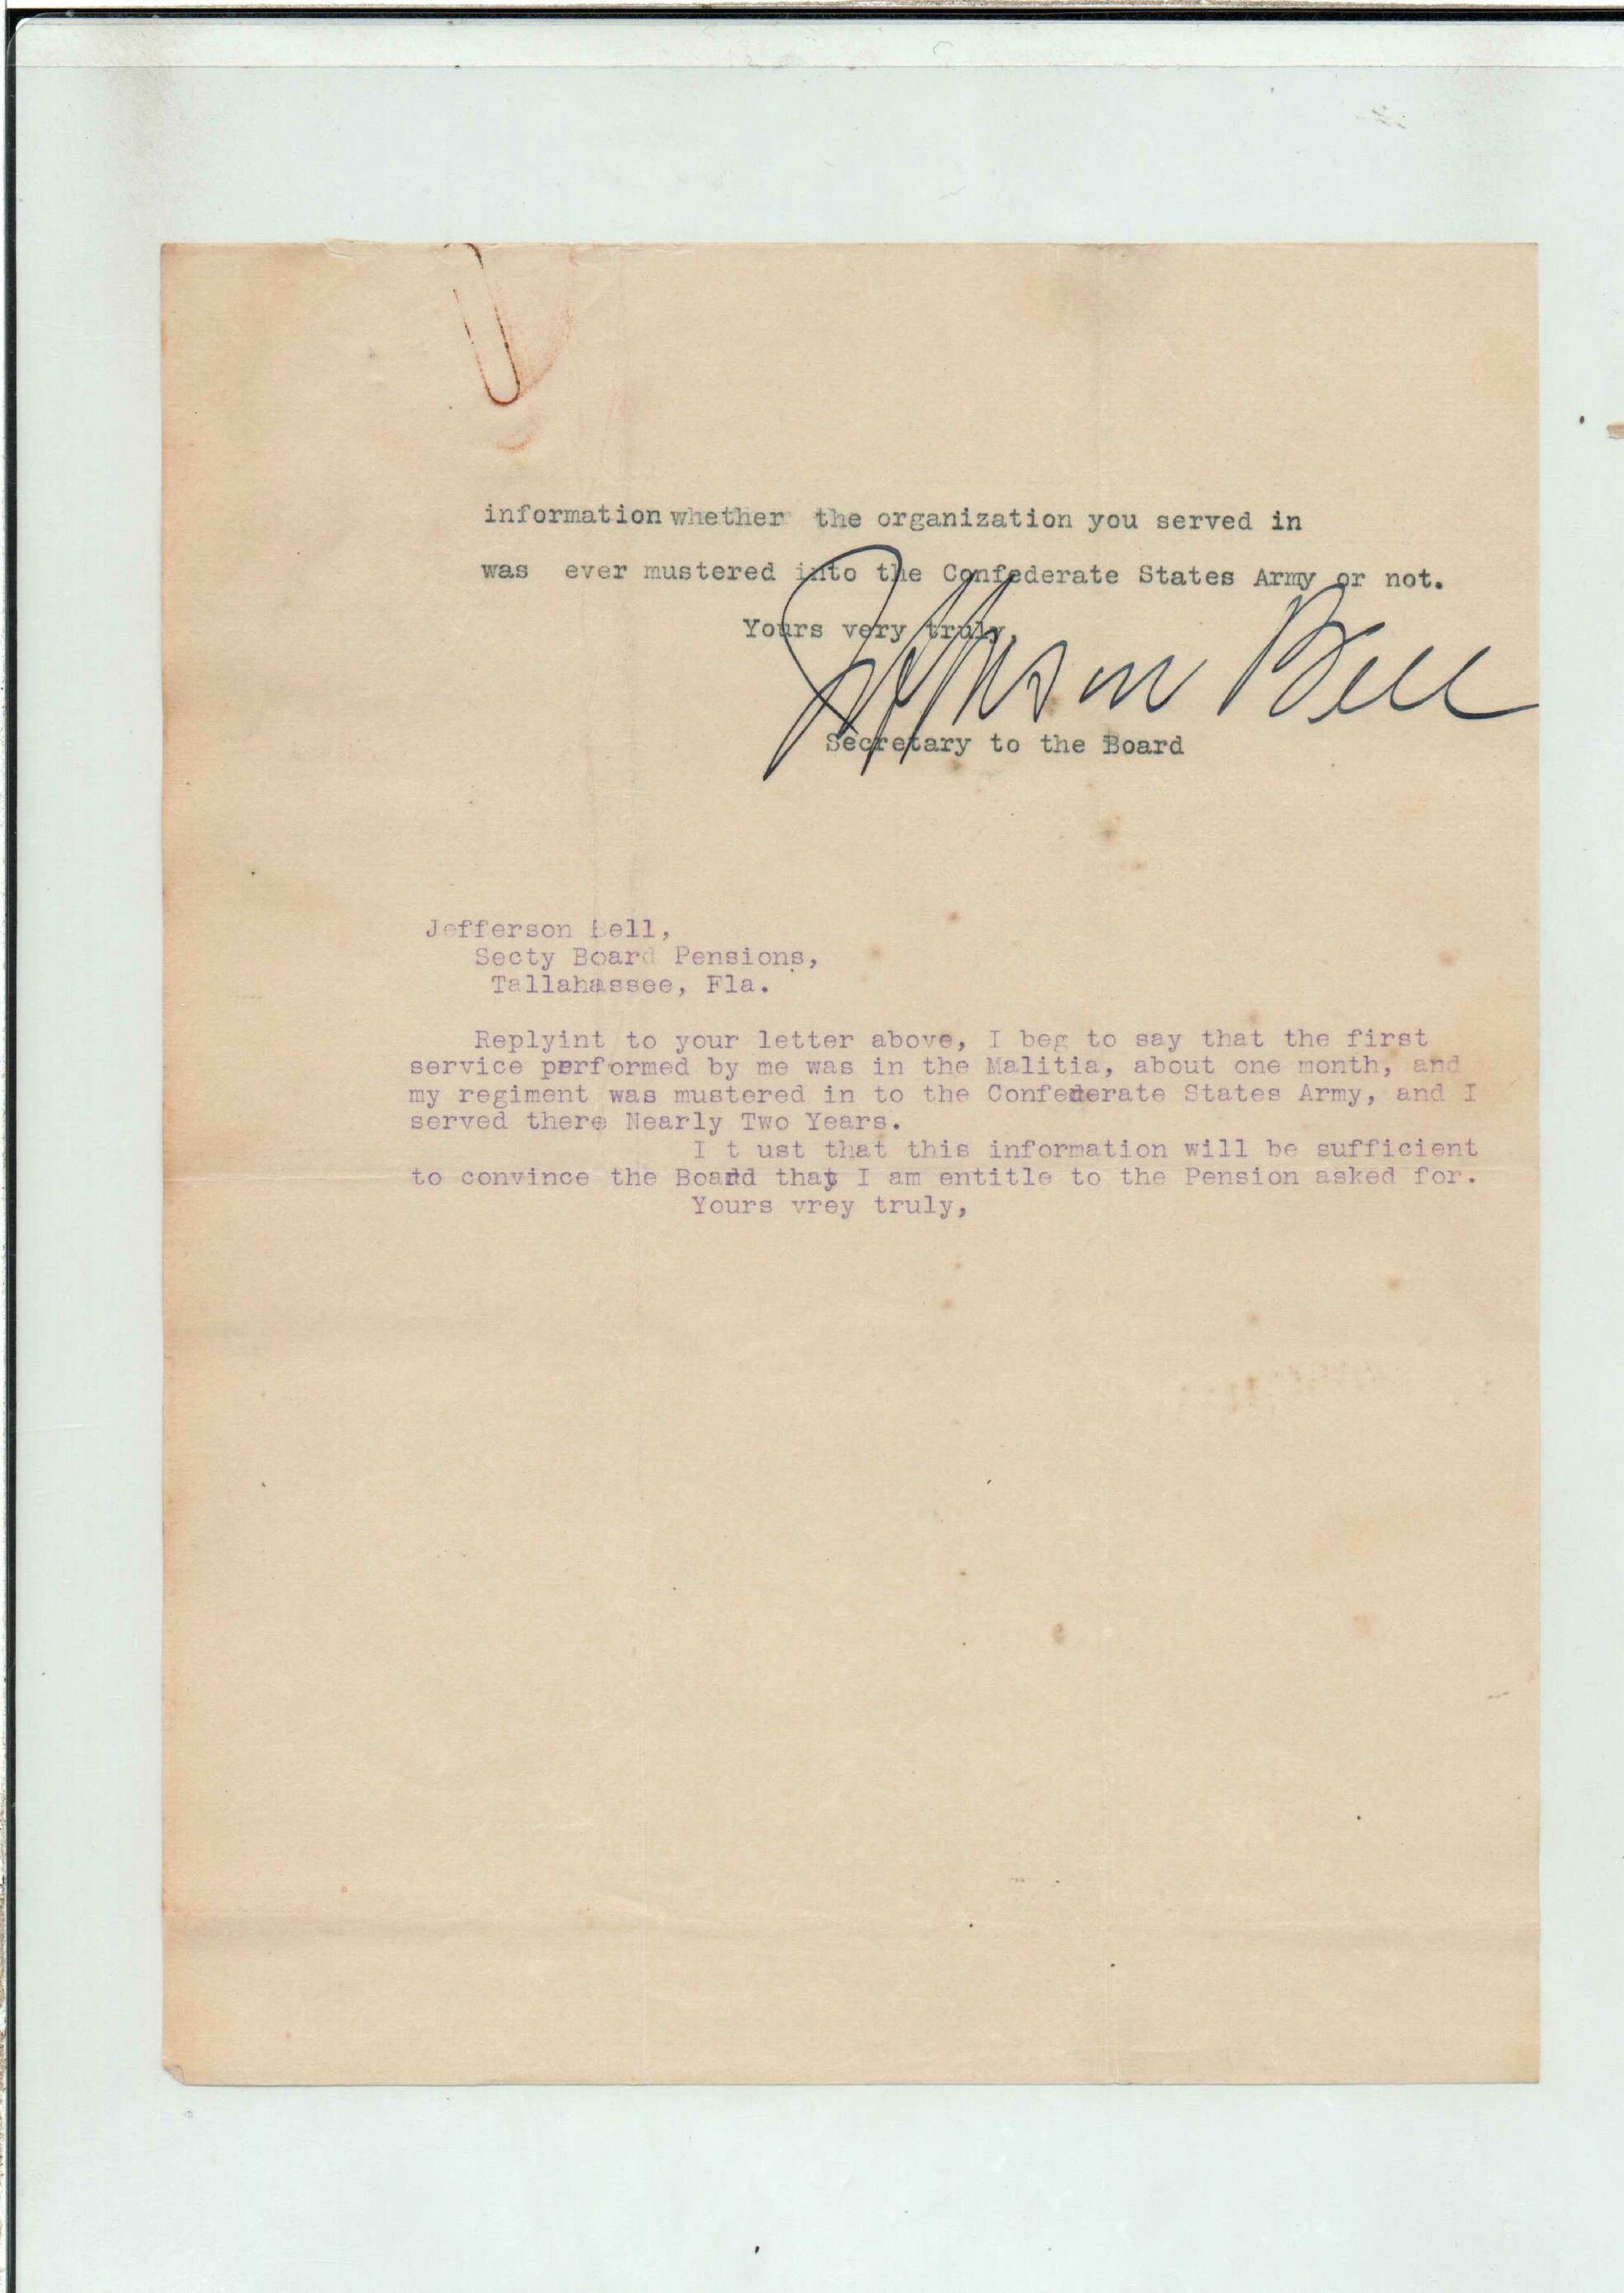 information whether the organization you served in
was ever mustered into the Confederate States Army or not.
Yours very truly,
Jefferson Bell
Secretary to the Board
Jefferson Bell,
Secty Board Pensions,
Tallahassee, Fla.
Replyint to your letter above, I beg to say that the first
service performed by me was in the Malitia, about one month, and
my regiment was mustered in to the Confederate States Army, and I
served there Nearly Two Years.
I t ust that this information will be sufficient
to convince the Board that I am entitle to the Pension asked for.
Yours vrey truly,